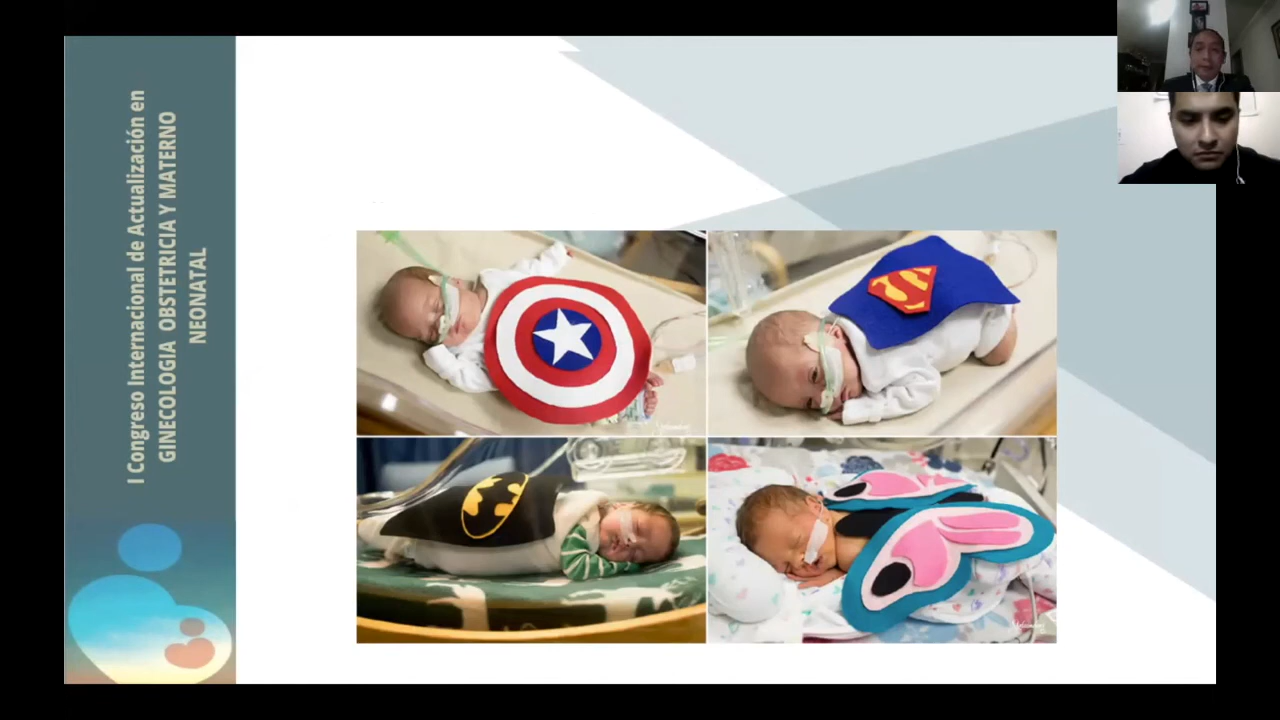 I Congreso Internacional de Actualización en
GINECOLOGIA OBSTETRICIA Y MATERNO
NEONATAL